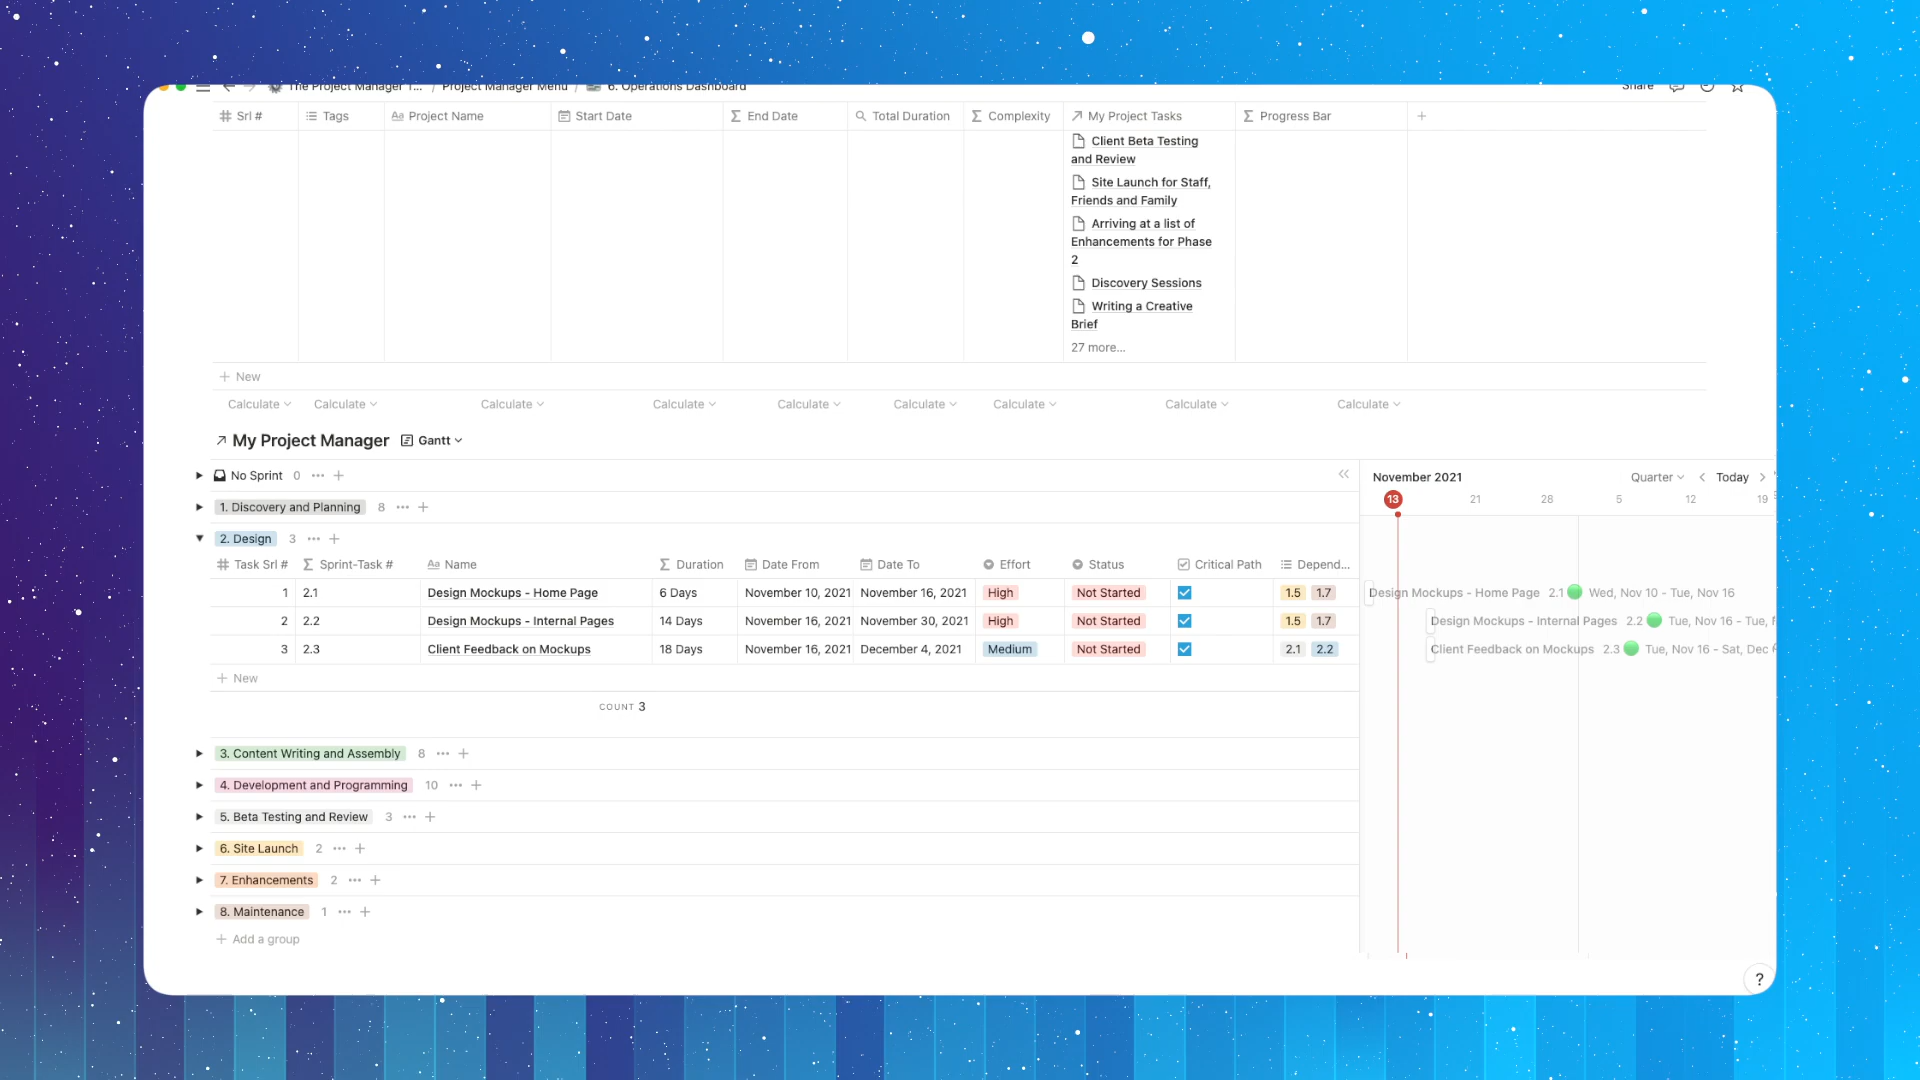 The Project Manager T... / Project Manager Menu / 6. Operations Dashboard Share
Srl # Tags Project Name Start Date End Date Total Duration Complexity My Project Tasks Progress Bar
Client Beta Testing
and Review
Site Launch for Staff,
Friends and Family
Arriving at a list of
Enhancements for Phase
2
Discovery Sessions
Writing a Creative
Brief
27 more...
New
Calculate Calculate Calculate Calculate Calculate Calculate Calculate Calculate Calculate
My Project Manager Gantt
No Sprint 0
November 2021 Quarter Today
13 21 28 5 12 19
1. Discovery and Planning 8
2. Design 3
Task Srl # Sprint-Task # Name Duration Date From Date To Effort Status Critical Path Depend...
1 2.1 Design Mockups - Home Page 6 Days November 10, 2021 November 16, 2021 High Not Started 1.5 1.7 Design Mockups - Home Page 2.1 Wed, Nov 10 - Tue, Nov 16
2 2.2 Design Mockups - Internal Pages 14 Days November 16, 2021 November 30, 2021 High Not Started 1.5 1.7 Design Mockups - Internal Pages 2.2 Tue, Nov 16 - Tue,
3 2.3 Client Feedback on Mockups 18 Days November 16, 2021 December 4, 2021 Medium Not Started 2.1 2.2 Client Feedback on Mockups 2.3 Tue, Nov 16 - Sat, Dec
New
COUNT 3
3. Content Writing and Assembly 8
4. Development and Programming 10
5. Beta Testing and Review 3
6. Site Launch 2
7. Enhancements 2
8. Maintenance 1
Add a group
?